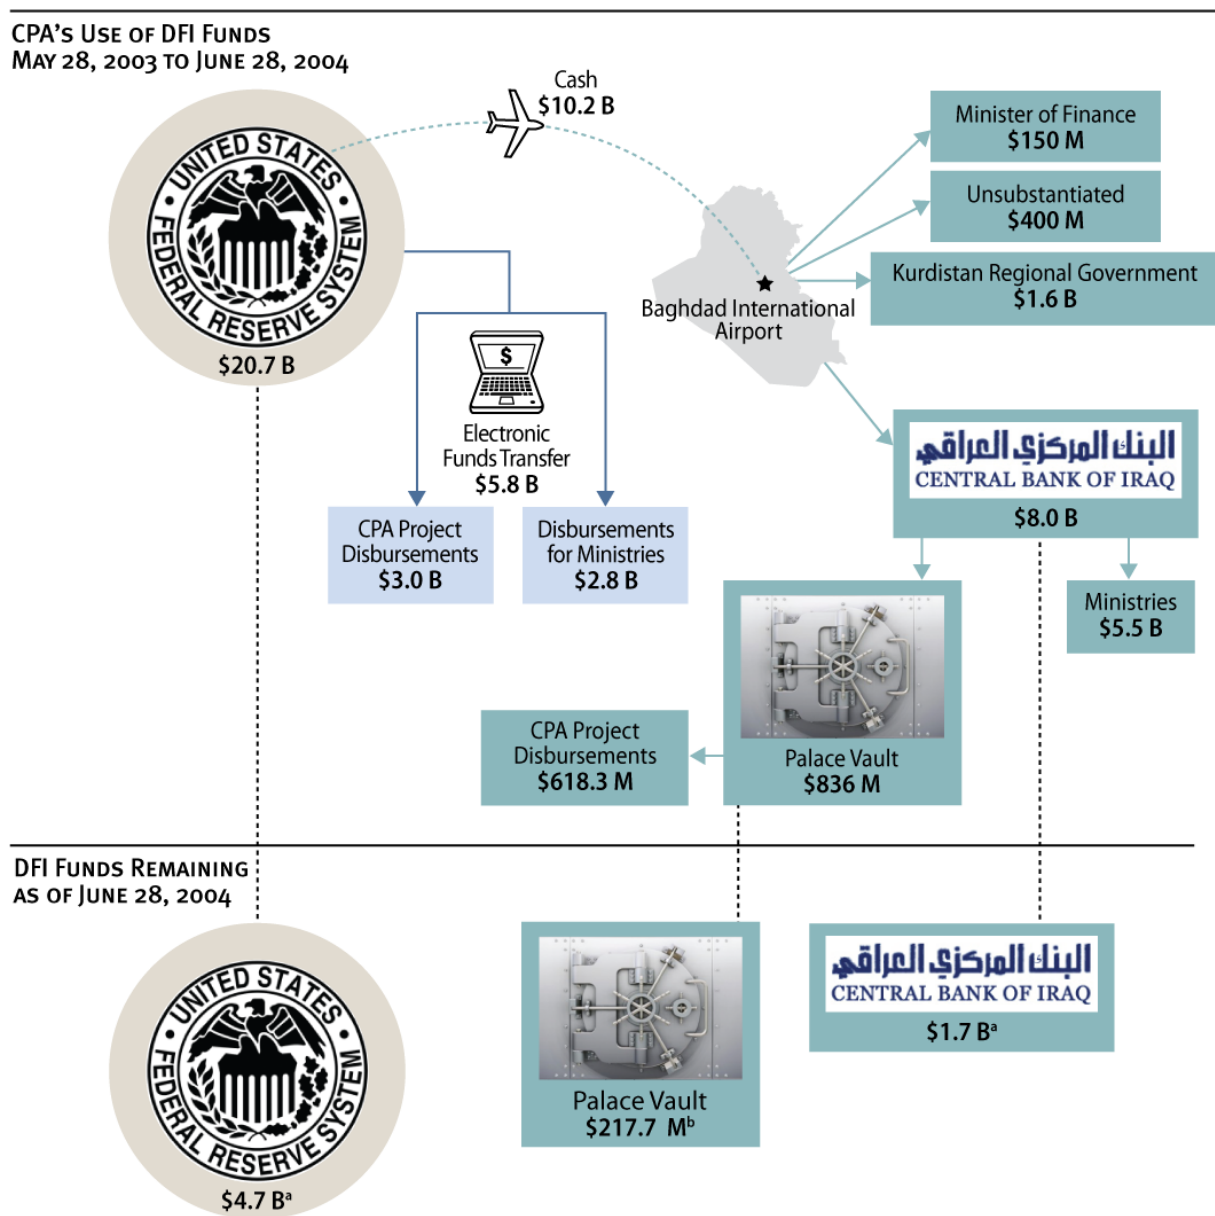 CPA's Use of DFI Funds
May 28, 2003 to June 28, 2004
Cash
$10.2 B
UNITED STATES
FEDERAL RESERVE SYSTEM
$20.7 B
Minister of Finance
$150 M
Unsubstantiated
$400 M
Kurdistan Regional Government
$1.6 B
Baghdad International
Airport
$
Electronic
Funds Transfer
$5.8 B
CPA Project
Disbursements
$3.0 B
Disbursements
for Ministries
$2.8 B
البنك المركزي العراقي
CENTRAL BANK OF IRAQ
$8.0 B
Ministries
$5.5 B
Palace Vault
$836 M
CPA Project
Disbursements
$618.3 M
DFI Funds Remaining
as of June 28, 2004
UNITED STATES
FEDERAL RESERVE SYSTEM
$4.7 Bᵃ
Palace Vault
$217.7 Mᵇ
البنك المركزي العراقي
CENTRAL BANK OF IRAQ
$1.7 Bᵃ